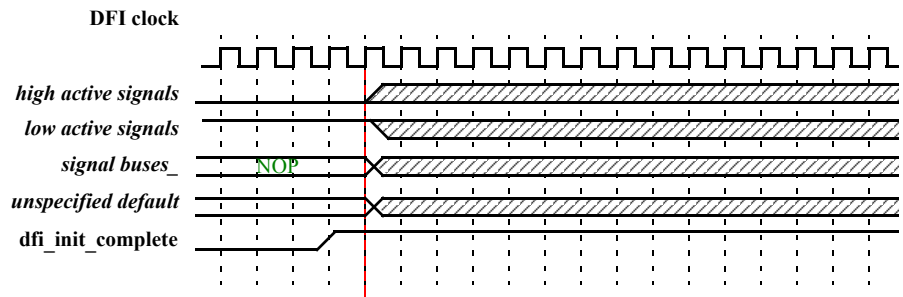 DFI clock
high active signals
low active signals
signal buses_ NOP
unspecified default
dfi_init_complete